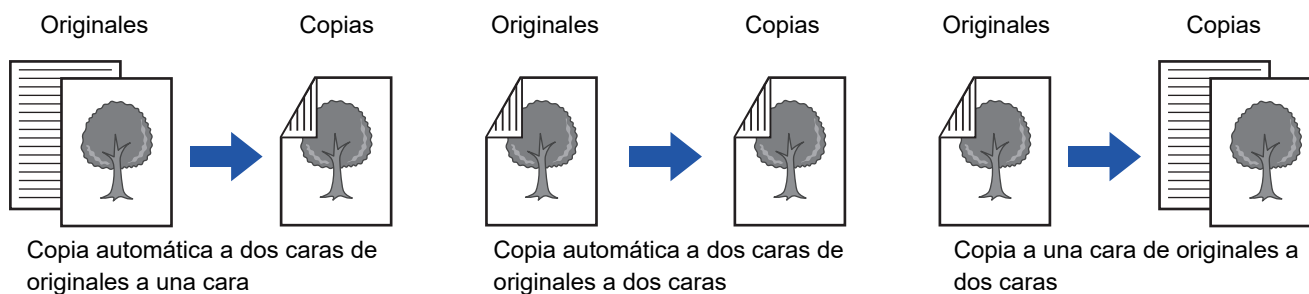 Originales
Copias
Originales
Copias
Originales
Copias
Copia automática a dos caras de
originales a una cara
Copia automática a dos caras de
originales a dos caras
Copia a una cara de originales a
dos caras